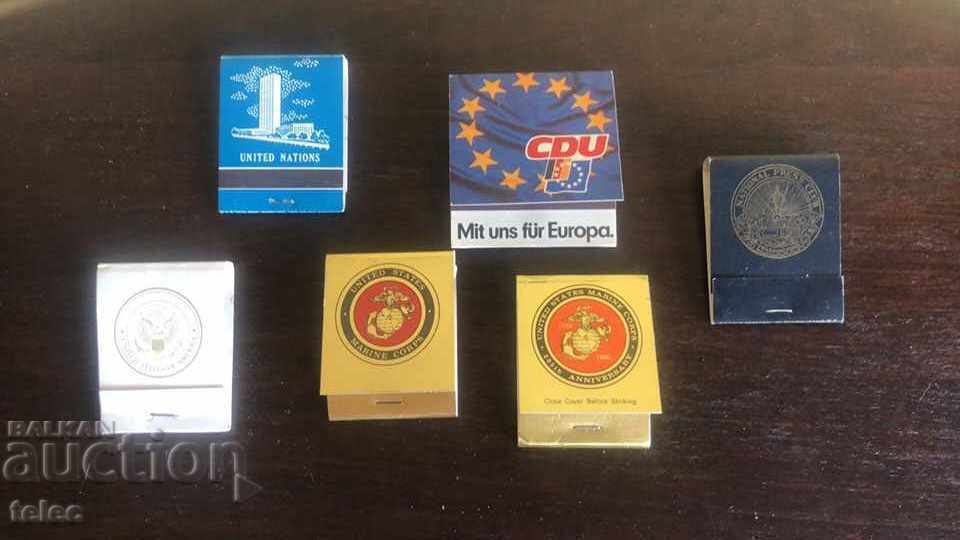 UNITED NATIONS
CDU
Mit uns für Europa.
NATIONAL PRESS CLUB
UNITED STATES
MARINE CORPS
UNITED STATES MARINE CORPS
ANNIVERSARY
Close Cover Before Striking
BALKAN
auction
telec